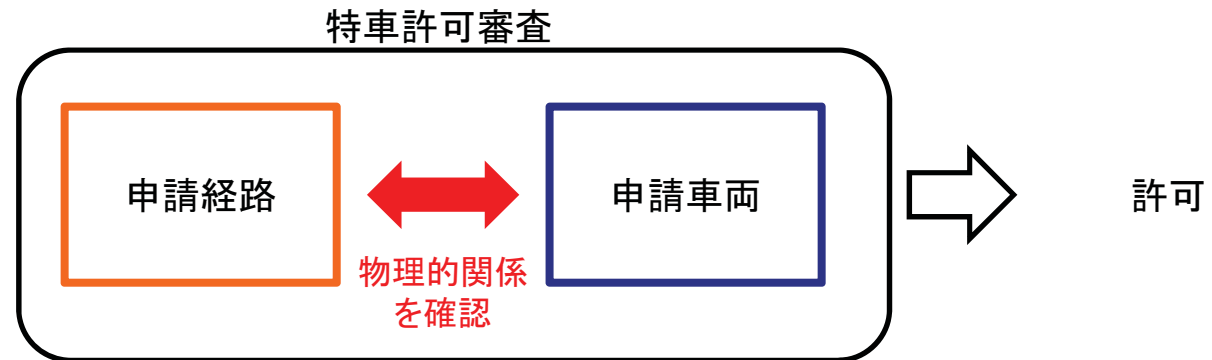 特車許可審査
申請経路
申請車両
許可
物理的関係
を確認